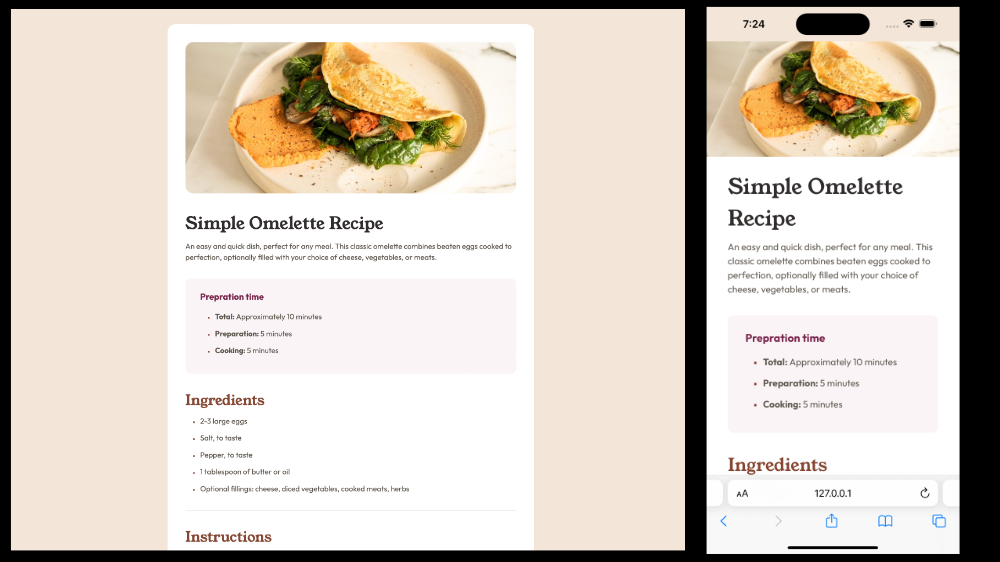 Simple Omelette Recipe
An easy and quick dish, perfect for any meal. This classic omelette combines beaten eggs cooked to
perfection, optionally filled with your choice of cheese, vegetables, or meats.
Prepration time
Total: Approximately 10 minutes
Preparation: 5 minutes
Cooking: 5 minutes
Ingredients
2-3 large eggs
Salt, to taste
Pepper, to taste
1 tablespoon of butter or oil
Optional fillings: cheese, diced vegetables, cooked meats, herbs
Instructions
7:24
Simple Omelette
Recipe
An easy and quick dish, perfect for any meal. This
classic omelette combines beaten eggs cooked to
perfection, optionally filled with your choice of
cheese, vegetables, or meats.
Prepration time
Total: Approximately 10 minutes
Preparation: 5 minutes
Cooking: 5 minutes
Ingredients
AA 127.0.0.1